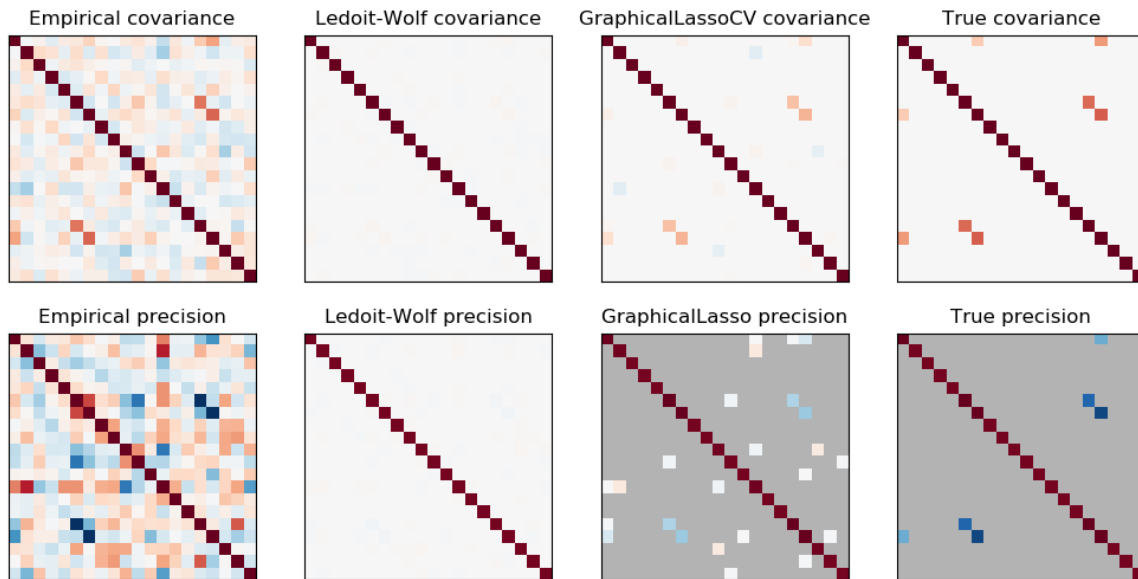 Empirical covariance
Ledoit-Wolf covariance
GraphicalLassoCV covariance
True covariance
Empirical precision
Ledoit-Wolf precision
GraphicalLasso precision
True precision